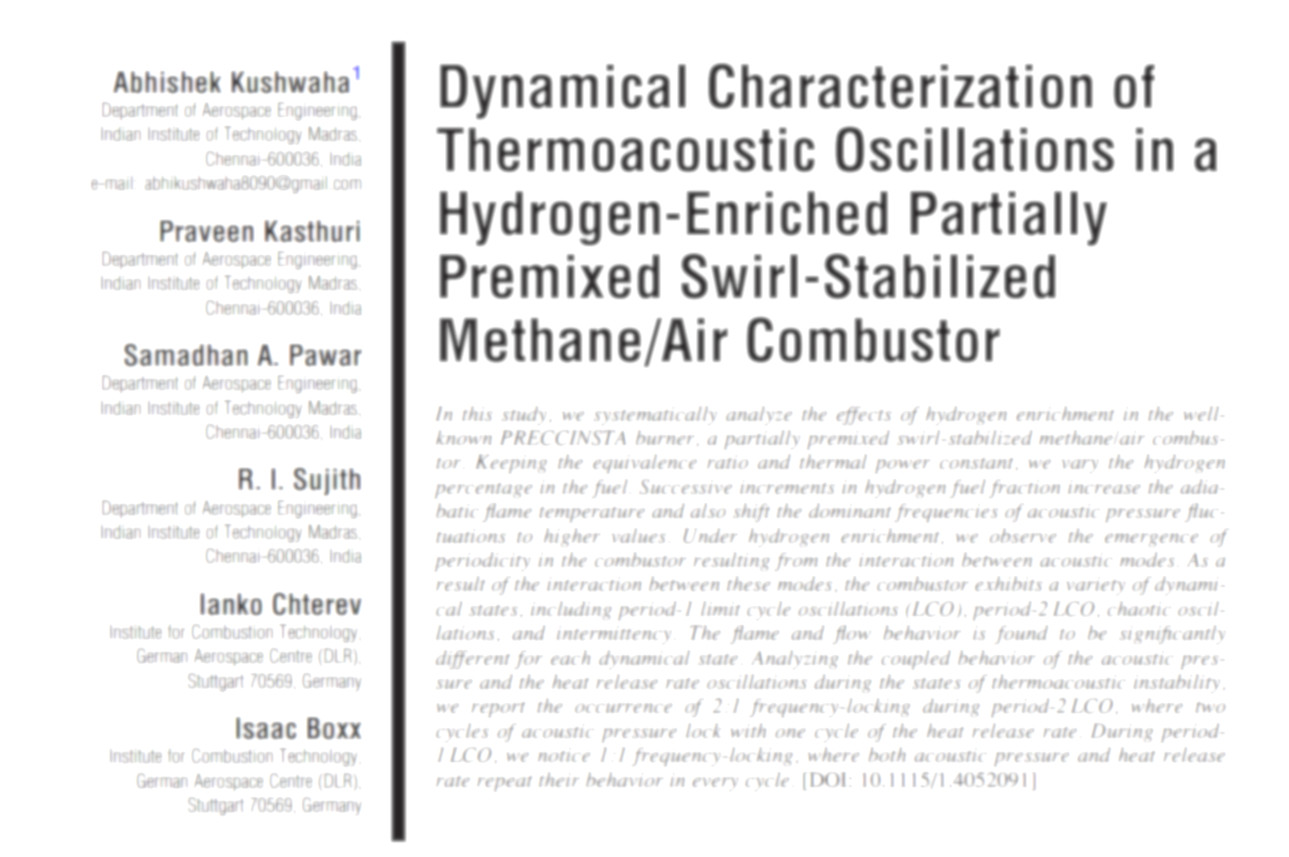 Abhishek Kushwaha1
Department of Aerospace Engineering,
Indian Institute of Technology Madras,
Chennai-600036, India
e-mail: abhikushwaha8090@gmail.com
Praveen Kasthuri
Department of Aerospace Engineering,
Indian Institute of Technology Madras,
Chennai-600036, India
Samadhan A. Pawar
Department of Aerospace Engineering,
Indian Institute of Technology Madras,
Chennai-600036, India
R. I. Sujith
Department of Aerospace Engineering,
Indian Institute of Technology Madras,
Chennai-600036, India
Ianko Chterev
Institute for Combustion Technology,
German Aerospace Centre (DLR),
Stuttgart 70569, Germany
Isaac Boxx
Institute for Combustion Technology,
German Aerospace Centre (DLR),
Stuttgart 70569, Germany
Dynamical Characterization of
Thermoacoustic Oscillations in a
Hydrogen-Enriched Partially
Premixed Swirl-Stabilized
Methane/Air Combustor
In this study, we systematically analyze the effects of hydrogen enrichment in the well-
known PRECCINSTA burner, a partially premixed swirl-stabilized methane/air combus-
tor. Keeping the equivalence ratio and thermal power constant, we vary the hydrogen
percentage in the fuel. Successive increments in hydrogen fuel fraction increase the adia-
batic flame temperature and also shift the dominant frequencies of acoustic pressure fluc-
tuations to higher values. Under hydrogen enrichment, we observe the emergence of
periodicity in the combustor resulting from the interaction between acoustic modes. As a
result of the interaction between these modes, the combustor exhibits a variety of dynami-
cal states, including period-1 limit cycle oscillations (LCO), period-2 LCO, chaotic oscil-
lations, and intermittency. The flame and flow behavior is found to be significantly
different for each dynamical state. Analyzing the coupled behavior of the acoustic pres-
sure and the heat release rate oscillations during the states of thermoacoustic instability,
we report the occurrence of 2:1 frequency-locking during period-2 LCO, where two
cycles of acoustic pressure lock with one cycle of the heat release rate. During period-
1 LCO, we notice 1:1 frequency-locking, where both acoustic pressure and heat release
rate repeat their behavior in every cycle. [DOI: 10.1115/1.4052091]